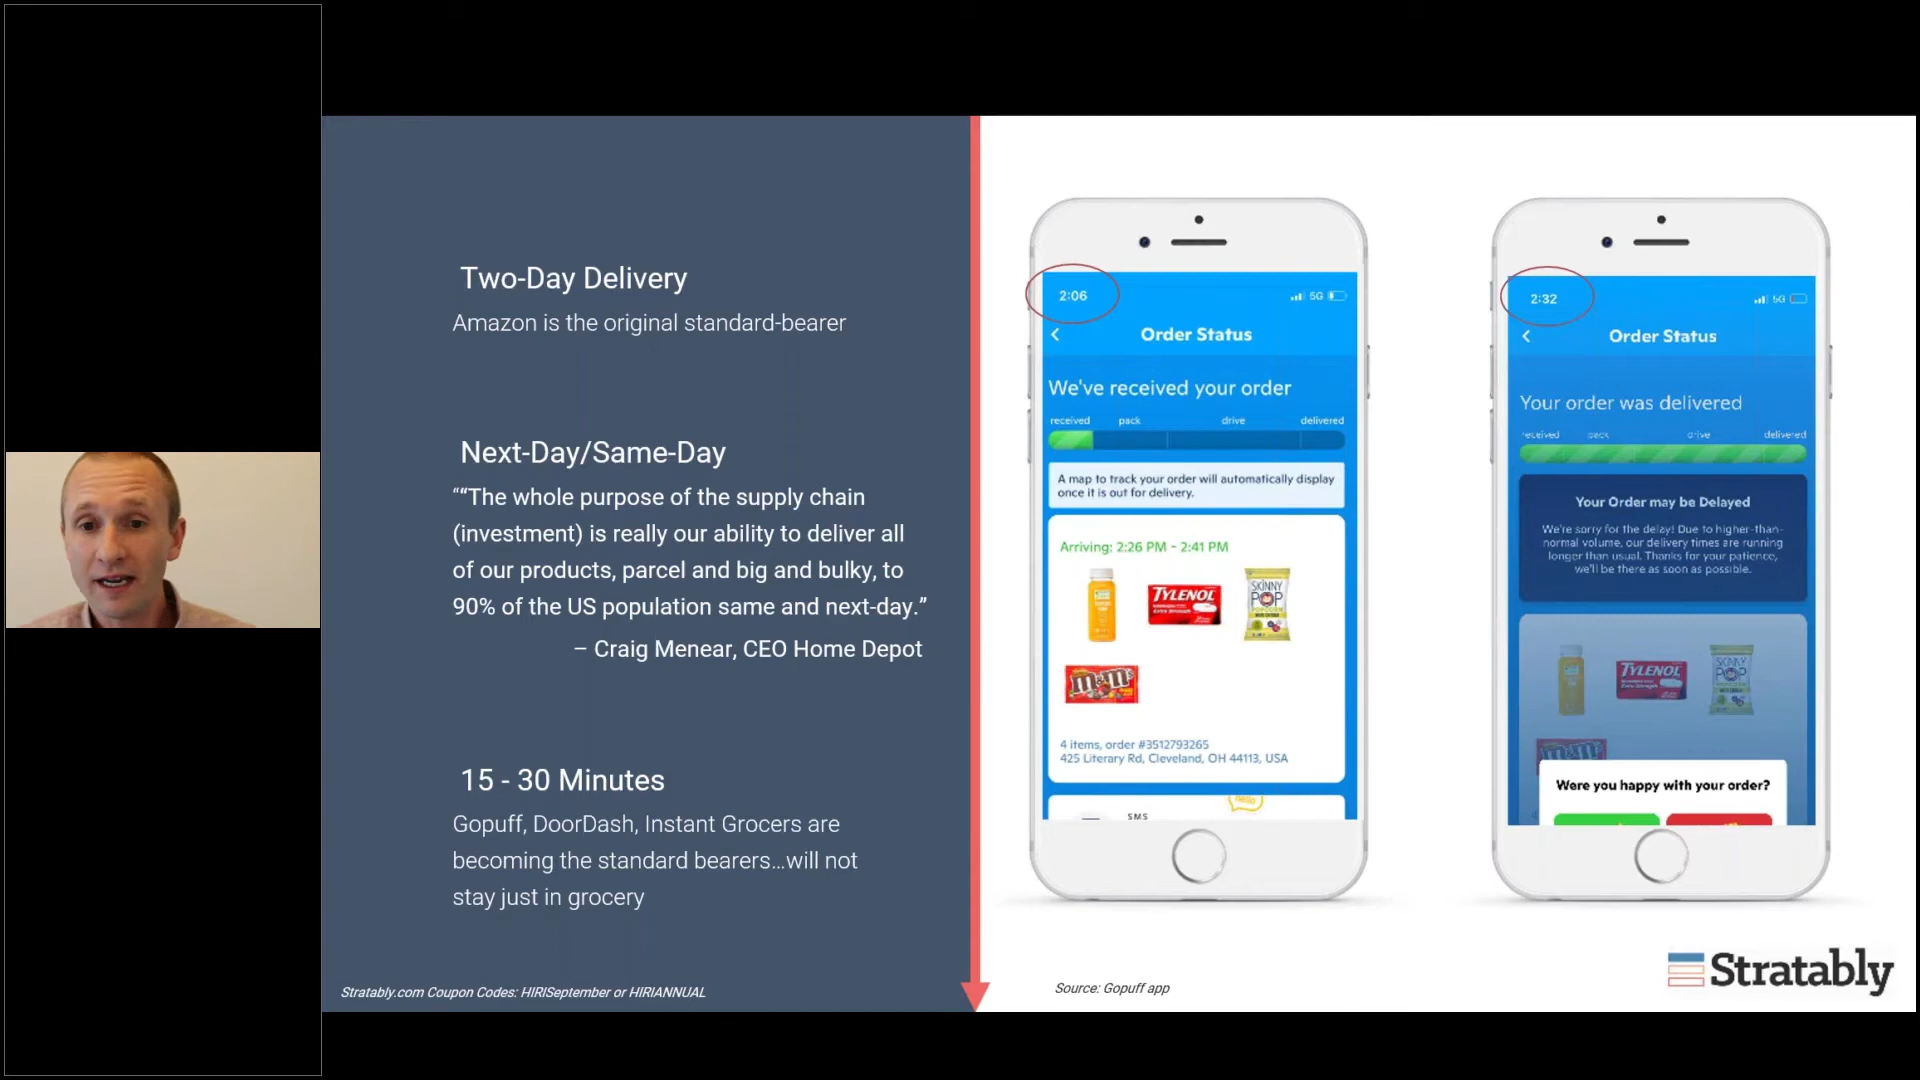 Two-Day Delivery
Amazon is the original standard-bearer
Next-Day/Same-Day
““The whole purpose of the supply chain
(investment) is really our ability to deliver all
of our products, parcel and big and bulky, to
90% of the US population same and next-day.”
– Craig Menear, CEO Home Depot
15 - 30 Minutes
Gopuff, DoorDash, Instant Grocers are
becoming the standard bearers...will not
stay just in grocery
Stratably.com Coupon Codes: HIRISeptember or HIRIANNUAL
2:06
5G
Order Status
We've received your order
received pack drive delivered
A map to track your order will automatically display
once it is out for delivery.
Arriving: 2:26 PM - 2:41 PM
TYLENOL
SKINNY
POP
m&m's
4 items, order #3512793265
425 Literary Rd, Cleveland, OH 44113, USA
hello
SMS
2:32
5G
Order Status
Your order was delivered
received pack drive delivered
Your Order may be Delayed
We're sorry for the delay! Due to higher-than-
normal volume, our delivery times are running
longer than usual. Thanks for your patience,
we'll be there as soon as possible.
TYLENOL
SKINNY
POP
m&m's
Were you happy with your order?
Source: Gopuff app
Stratably